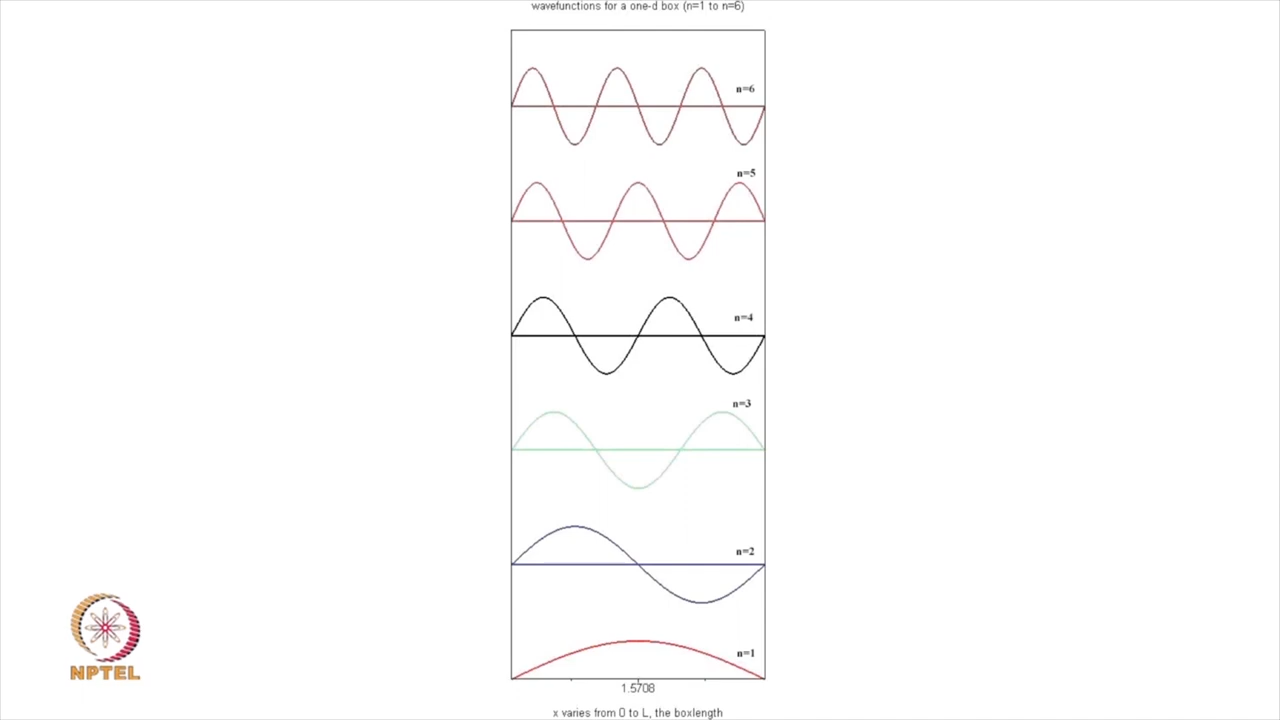 wavefunctions for a one-d box (n=1 to n=6)
n=6
n=5
n=4
n=3
n=2
n=1
1.5708
x varies from 0 to L, the boxlength
NPTEL